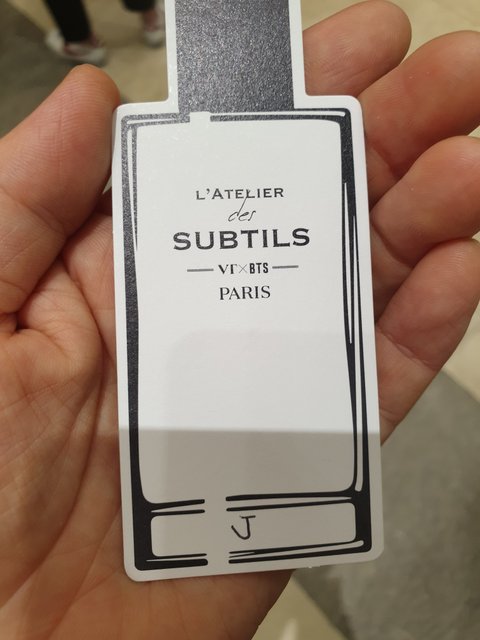 L'ATELIER
des
SUBTILS
VT×BTS
PARIS
J